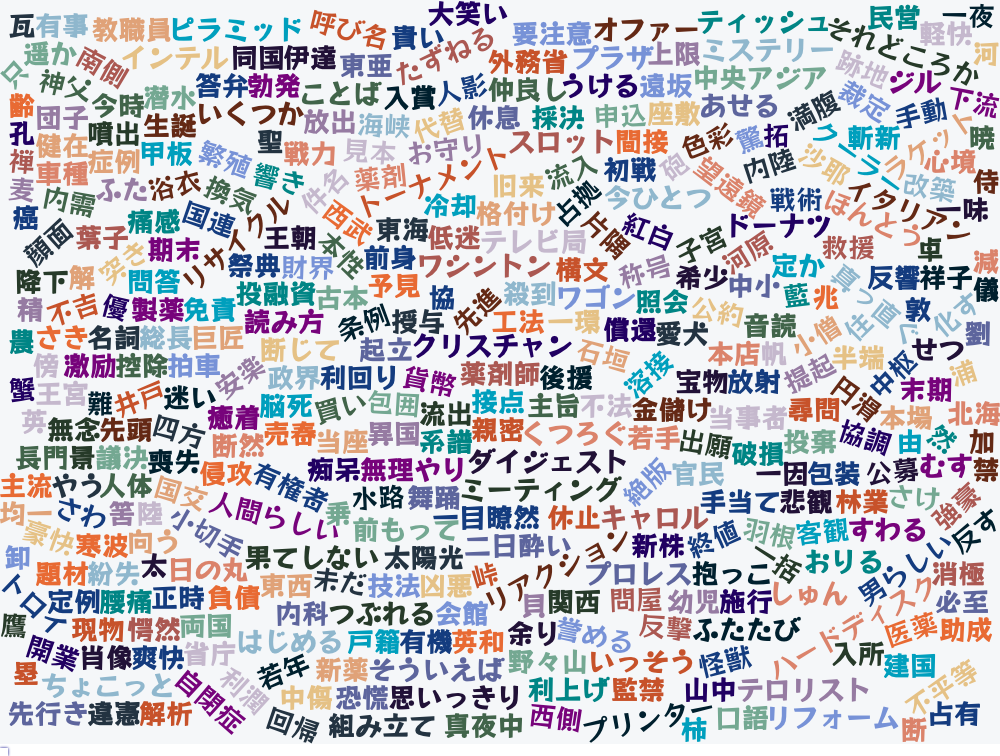 瓦 有事 教職員 ピラミッド 呼び名 貴い 大笑い 要注意 オファー ティッシュ それどころか 民営 軽快 一夜
遥か 南側 インテル 同国 伊達 東亜 たずねる 外務省 プラザ 上限 ミステリー 跡地 ジル 河
神父 今時 潜水 答弁 勃発 ことば 入賞 人影 仲良し うける 遠坂 中央アジア 裁定 手動 下流
齢 団子 噴出 生誕 いくつか 放出 海峡 代替 休息 採決 申込 座敷 あせる 満腹 斬新 ラケット 暁
孔 健在 症例 甲板 繁殖 聖 戦力 見本 お守り トーナメント スロット 間接 色彩 驚 拓 内陸 沙耶 心境
禅 車種 ふた 浴衣 換気 響き 件名 薬剤 旧来 流入 初戦 砲 望遠鏡 戦術 イタリアン 改築 侍
麦 内需 痛感 国連 リサイクル 西武 冷却 格付け 占拠 今ひとつ ほんとう 一味
癌 顔面 葉子 期末 王朝 本性 東海 低迷 テレビ局 片隅 紅白 子宮 河原 ドーナツ 救援 卓 減
降下 解 突き 問答 祭典 財界 前身 ワシントン 構文 称号 希少 中小 定か 藍 兆 真っ直ぐ 反響 祥子 儀
精 不吉 優 製薬 免責 投融資 古本 予見 協 先進 殺到 ワゴン 照会 公約 音読 小僧 住道 敦 化す 劉
農 さき 名詞 総長 巨匠 読み方 条例 授与 工法 一環 償還 愛犬 せつ
傍 激励 控除 拍車 安楽 断じて 起立 クリスチャン 石垣 溶接 本店 帆 提起 半端 中枢 浦
蟹 王宮 難 井戸 迷い 政界 利回り 貨幣 薬剤師 後援 宝物 放射 円滑 末期
無念 先頭 四方 癒着 脳死 買い 包囲 流出 接点 主旨 不法 金儲け 当事者 尋問 本場 北海
長門 景 議決 喪失 断然 売春 当座 異国 系譜 親密 くつろぐ 若手 出願 破損 投棄 協調 由 然 加
主流 やう 人体 国交 侵攻 有権者 痴呆 無理やり ダイジェスト 絶版 官民 一因 包装 公募 むす 禁
均一 さわ 答 陸 小切手 人間らしい 乗 水路 舞踊 ミーティング 手当て 悲観 林業 さけ 強豪
豪快 寒波 向う 前もって 一目瞭然 休止 キャロル 終値 羽根 客観 すわる 反す
卸 題材 紛失 太 日の丸 果てしない 太陽光 二日酔い リアクション 新株 一括 おりる 男らしい 消極
トロイ 定例 腰痛 正時 負債 東西 未だ 技法 凶悪 峠 プロレス 抱っこ しゅん ハードディスク 必至
鷹 現物 愕然 両国 内科 つぶれる 会館 貝 関西 問屋 幼児 施行 医薬 助成
開業 肖像 爽快 省庁 はじめる 戸籍 有機 英和 余り 誉める 反撃 ふたたび 入所 建国
塁 ちょこっと 自閉症 利潤 若年 新薬 そういえば 野々山 いっそう 怪獣 不平等
先行き 違憲 解析 回帰 中傷 恐慌 思いっきり 利上げ 監禁 山中 テロリスト 占有
組み立て 真夜中 西側 プリンター 柿 口語 リフォーム 断